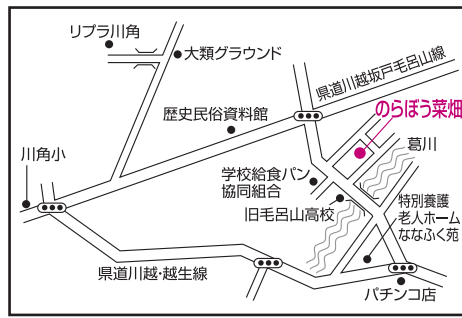 リプラ川角
大類グラウンド
県道川越坂戸毛呂山線
のらぼう菜畑
歴史民俗資料館
葛川
川角小
学校給食パン
協同組合
旧毛呂山高校
特別養護
老人ホーム
ななふく苑
県道川越・越生線
パチンコ店